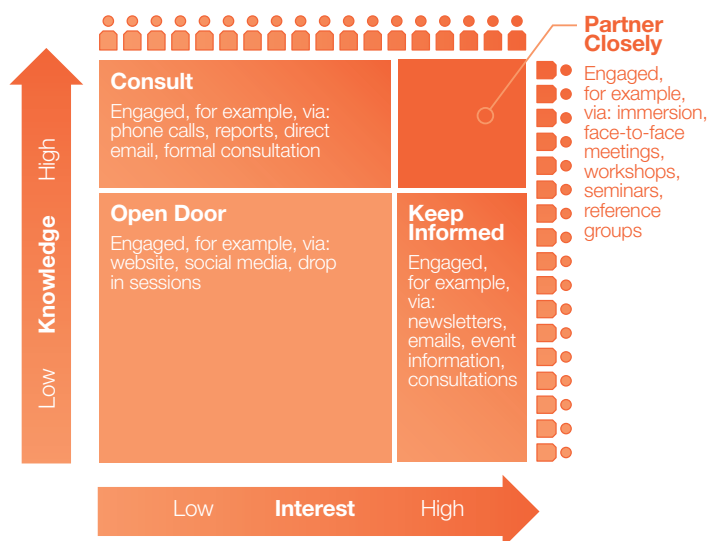 Partner
Closely
Engaged,
for example,
via: immersion,
face-to-face
meetings,
workshops,
seminars,
reference
groups
Consult
Engaged, for example, via:
phone calls, reports, direct
email, formal consultation
Open Door
Engaged, for example, via:
website, social media, drop
in sessions
Keep
Informed
Engaged,
for example,
via:
newsletters,
emails, event
information,
consultations
Low Knowledge High
Low Interest High